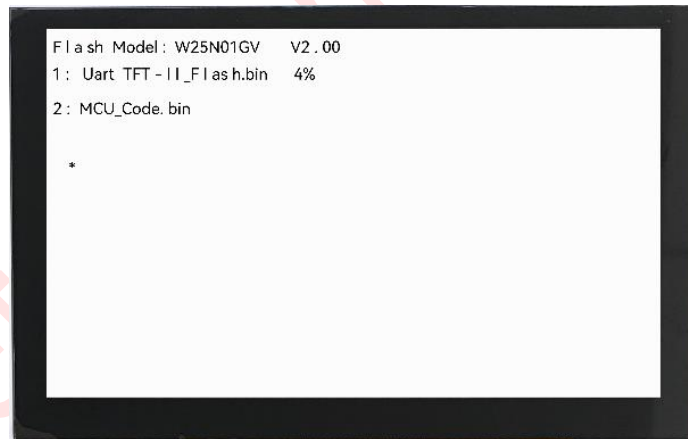 Flash Model: W25N01GV V2.00
1: Uart TFT-II_Flash.bin 4%
2: MCU_Code.bin
*